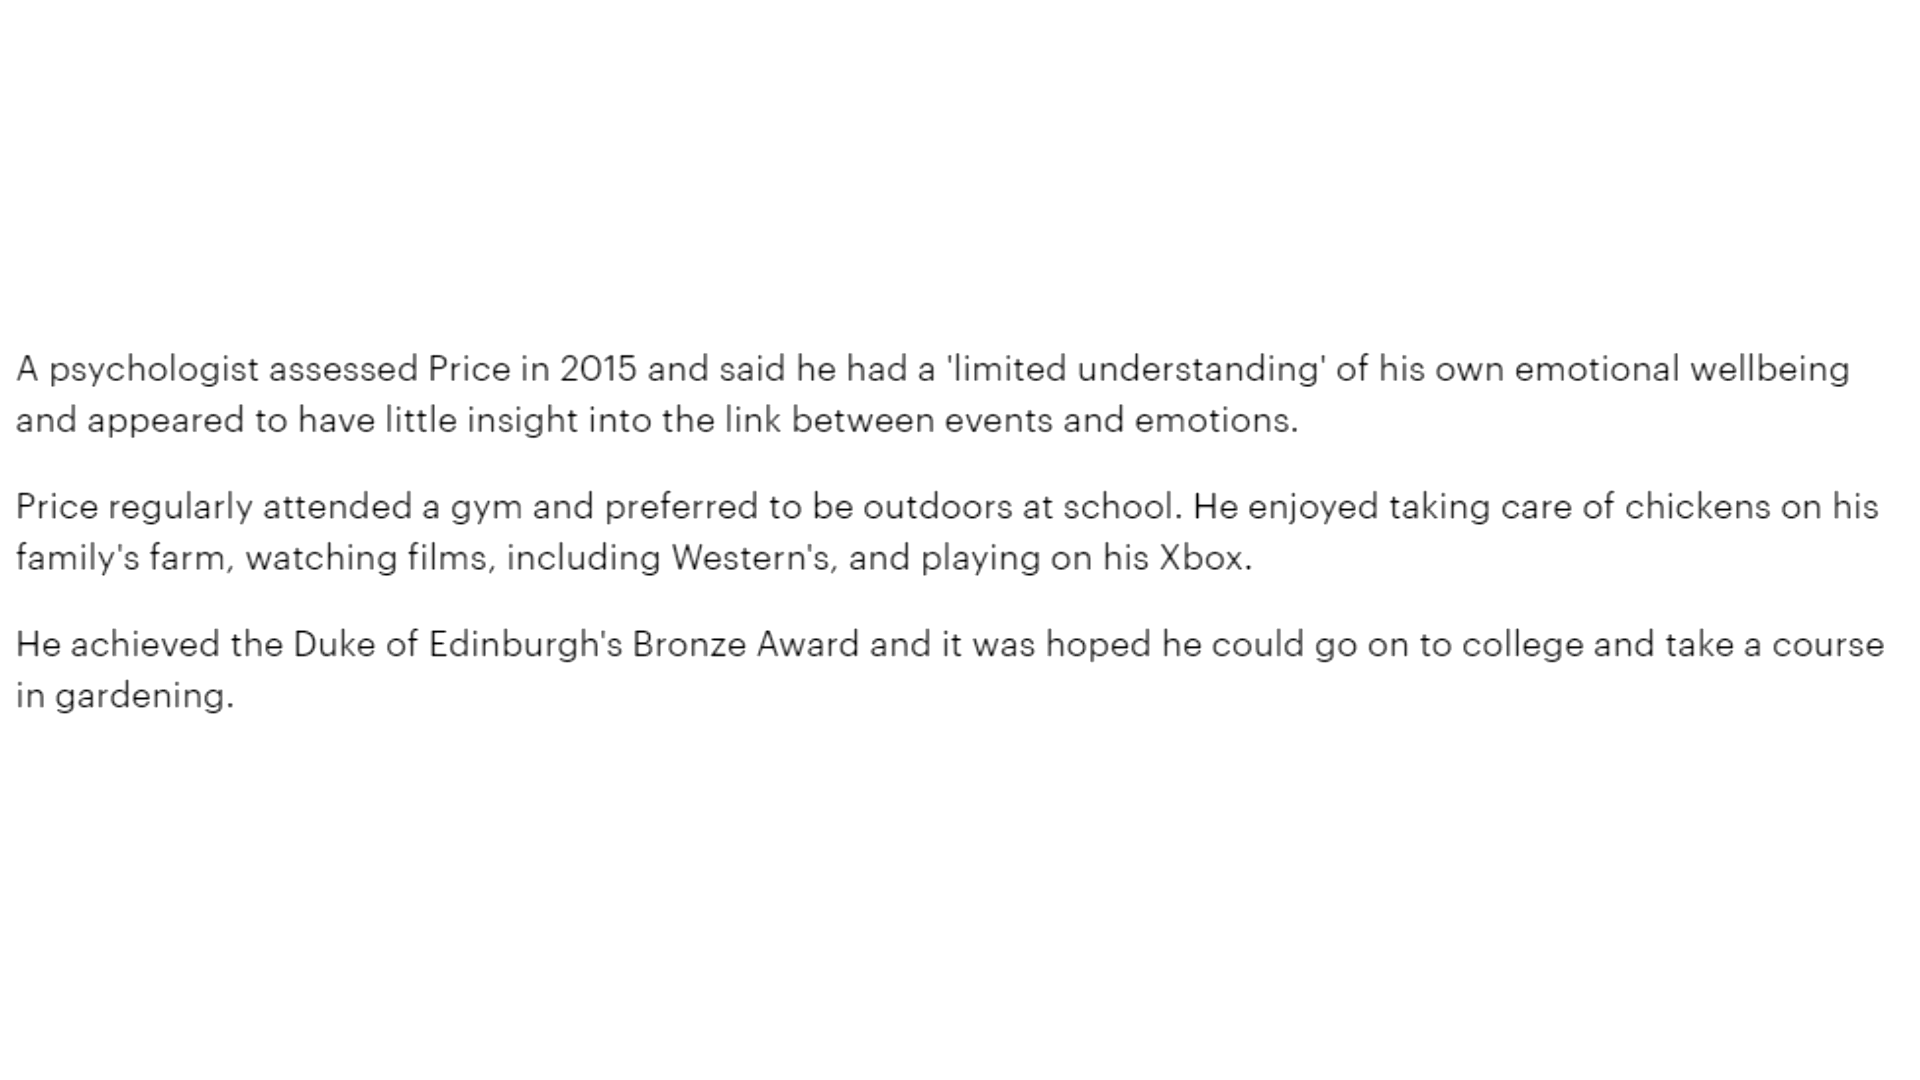 A psychologist assessed Price in 2015 and said he had a 'limited understanding' of his own emotional wellbeing
and appeared to have little insight into the link between events and emotions.
Price regularly attended a gym and preferred to be outdoors at school. He enjoyed taking care of chickens on his
family's farm, watching films, including Western's, and playing on his Xbox.
He achieved the Duke of Edinburgh's Bronze Award and it was hoped he could go on to college and take a course
in gardening.